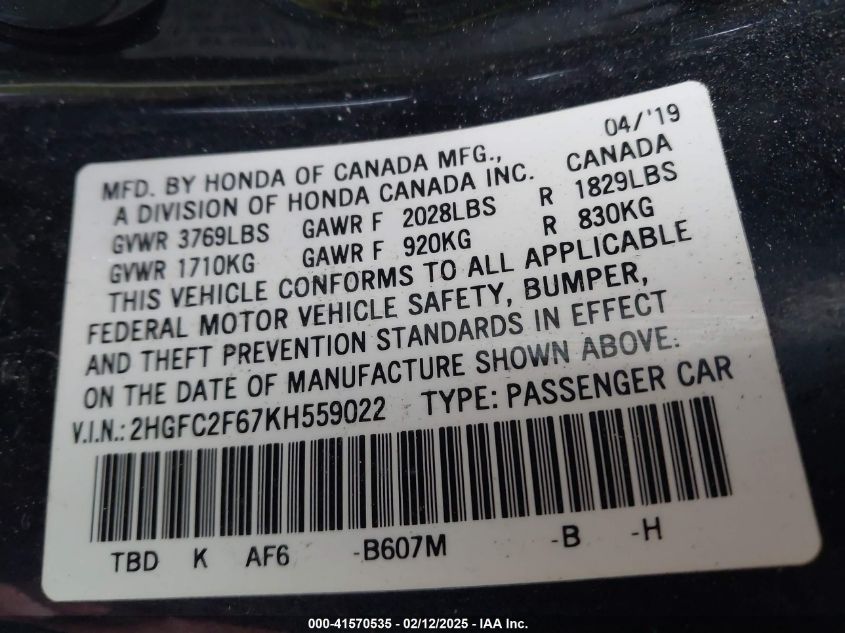 04/'19
MFD. BY HONDA OF CANADA MFG., CANADA
A DIVISION OF HONDA CANADA INC.
GVWR 3769LBS GAWR F 2028LBS R 1829LBS
GVWR 1710KG GAWR F 920KG R 830KG
THIS VEHICLE CONFORMS TO ALL APPLICABLE
FEDERAL MOTOR VEHICLE SAFETY, BUMPER,
AND THEFT PREVENTION STANDARDS IN EFFECT
ON THE DATE OF MANUFACTURE SHOWN ABOVE.
V.I.N.: 2HGFC2F67KH559022 TYPE: PASSENGER CAR
TBD K AF6 -B607M -B -H
000-41570535 - 02/12/2025 - IAA Inc.